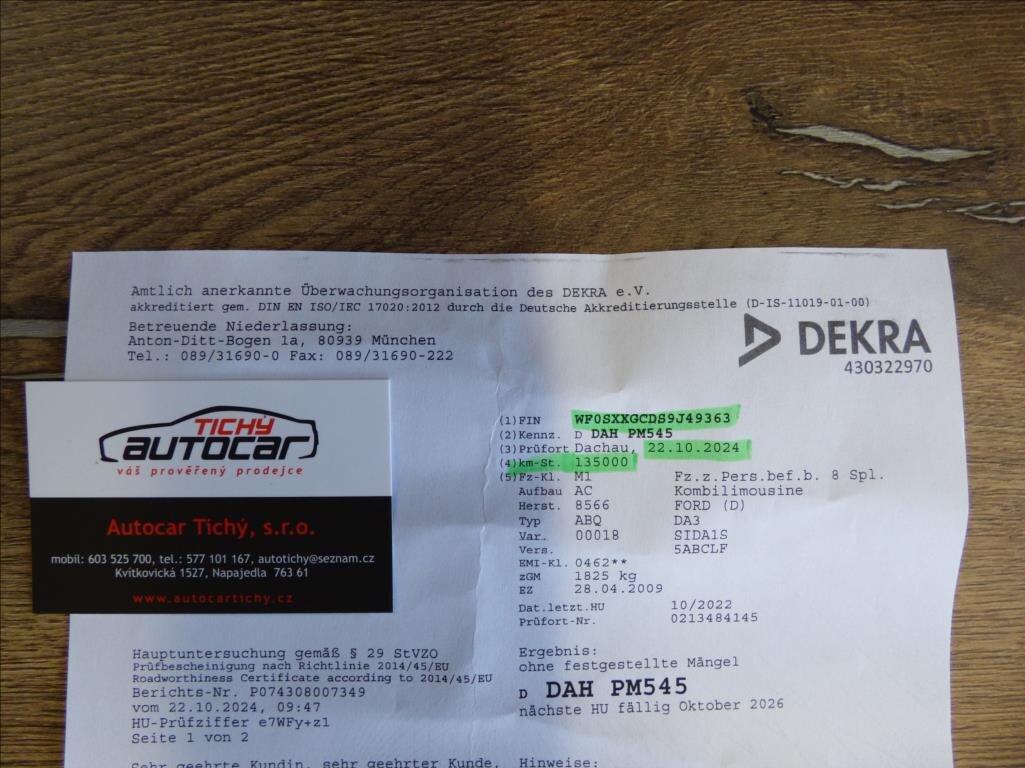 Amtlich anerkannte Überwachungsorganisation des DEKRA e.V.
akkreditiert gem. DIN EN ISO/IEC 17020:2012 durch die Deutsche Akkreditierungsstelle (D-IS-11019-01-00)
Betreuende Niederlassung:
Anton-Ditt-Bogen 1a, 80939 München
Tel.: 089/31690-0 Fax: 089/31690-222
DEKRA
430322970
TICHÝ
autocar
váš prověřený prodejce
Autocar Tichý, s.r.o.
mobil: 603 525 700, tel.: 577 101 167, autotichy@seznam.cz
Kvítkovická 1527, Napajedla 763 61
www.autocartichy.cz
(1) FIN WF0SXXGCDS9J49363
(2) Kennz. D DAH PM545
(3) Prüfort Dachau, 22.10.2024
(4) km-St. 135000
(5) Fz-Kl. M1 Fz.z.Pers.bef.b. 8 Spl.
Aufbau AC Kombilimousine
Herst. 8566 FORD (D)
Typ ABQ DA3
Var. 00018 SIDA1S
Vers. 5ABCLF
EMI-Kl. 0462**
zGM 1825 kg
EZ 28.04.2009
Dat.letzt.HU 10/2022
Prüfort-Nr. 0213484145
Hauptuntersuchung gemäß § 29 StVZO
Prüfbescheinigung nach Richtlinie 2014/45/EU
Roadworthiness Certificate according to 2014/45/EU
Berichts-Nr. P074308007349
vom 22.10.2024, 09:47
HU-Prüfziffer e7WFy+z1
Seite 1 von 2
Ergebnis:
ohne festgestellte Mängel
D DAH PM545
nächste HU fällig Oktober 2026
Sehr geehrte Kundin, sehr geehrter Kunde,
Hinweise: